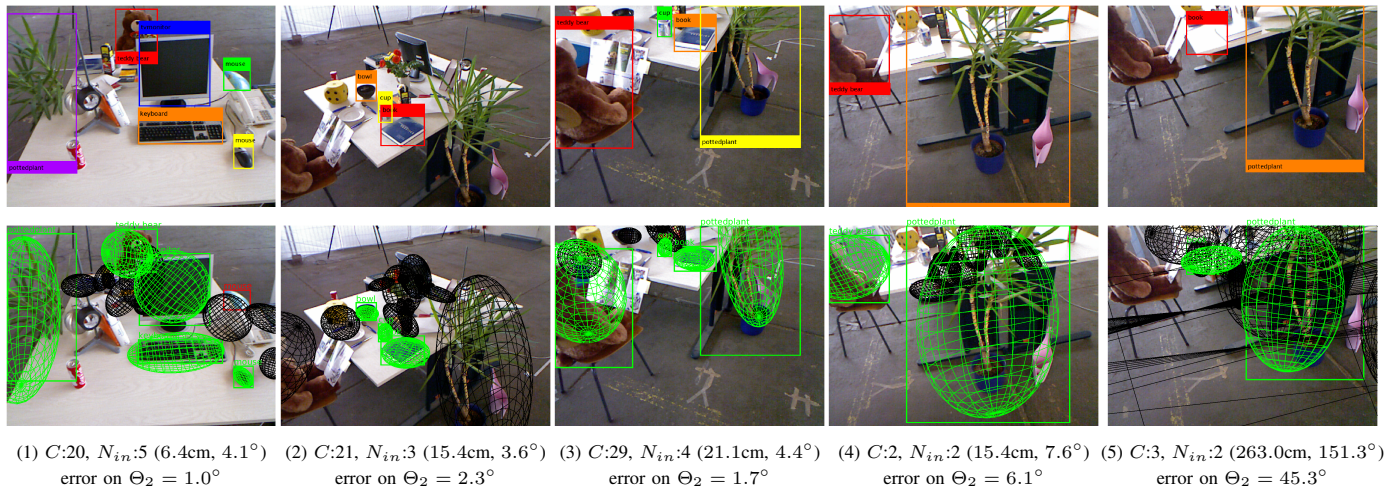 teddy bear
mouse
keyboard
mouse
pottedplant
bowl
cup
book
teddy bear
cup
book
pottedplant
teddy bear
pottedplant
book
pottedplant
teddy bear
bowl
pottedplant
pottedplant
pottedplant
(1) C:20, N_in:5 (6.4cm, 4.1°)
error on Θ₂ = 1.0°
(2) C:21, N_in:3 (15.4cm, 3.6°)
error on Θ₂ = 2.3°
(3) C:29, N_in:4 (21.1cm, 4.4°)
error on Θ₂ = 1.7°
(4) C:2, N_in:2 (15.4cm, 7.6°)
error on Θ₂ = 6.1°
(5) C:3, N_in:2 (263.0cm, 151.3°)
error on Θ₂ = 45.3°